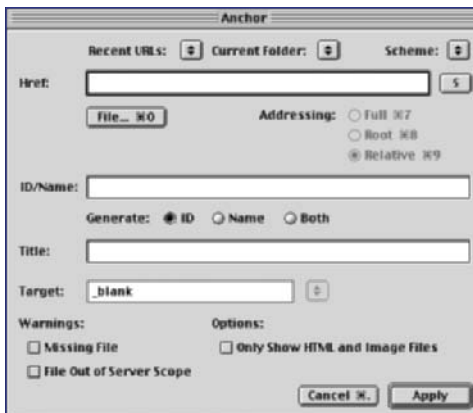 Anchor
Recent URLs: Current Folder: Scheme:
Href: S
File... ⌘O Addressing: Full ⌘7
Root ⌘8
Relative ⌘9
ID/Name:
Generate: ID Name Both
Title:
Target: _blank
Warnings: Options:
Missing File Only Show HTML and Image Files
File Out of Server Scope
Cancel ⌘. Apply